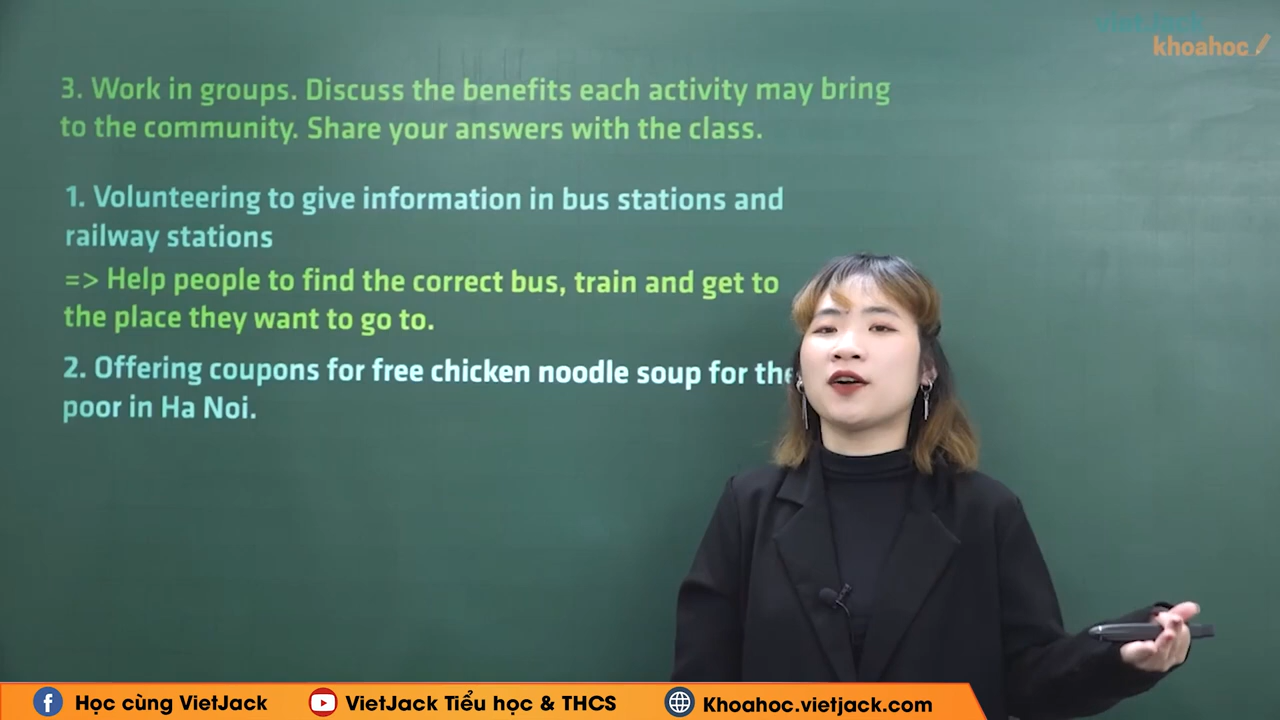 vietJack
khoahoc
3. Work in groups. Discuss the benefits each activity may bring
to the community. Share your answers with the class.
1. Volunteering to give information in bus stations and
railway stations
=> Help people to find the correct bus, train and get to
the place they want to go to.
2. Offering coupons for free chicken noodle soup for the
poor in Ha Noi.
Học cùng VietJack
VietJack Tiểu học & THCS
Khoahoc.vietjack.com